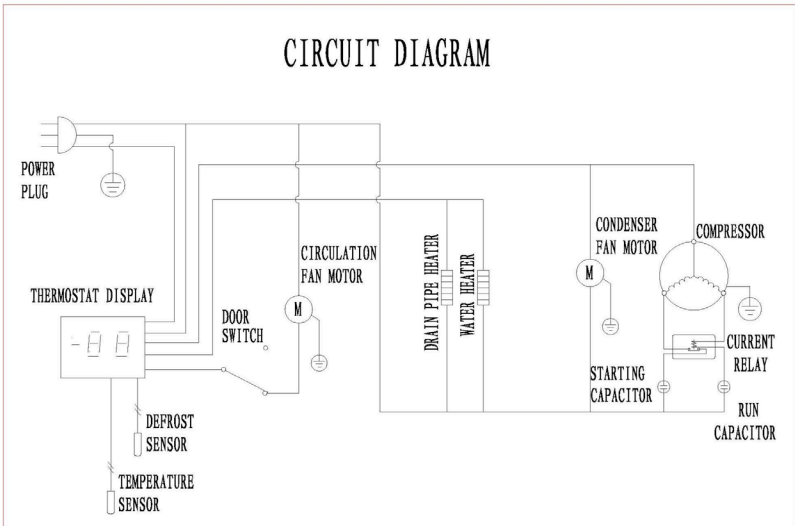 CIRCUIT DIAGRAM
POWER
PLUG
THERMOSTAT DISPLAY
-88
DOOR
SWITCH
CIRCULATION
FAN MOTOR
M
DEFROST
SENSOR
TEMPERATURE
SENSOR
DRAIN PIPE HEATER
WATER HEATER
CONDENSER
FAN MOTOR
M
COMPRESSOR
CURRENT
RELAY
STARTING
CAPACITOR
RUN
CAPACITOR